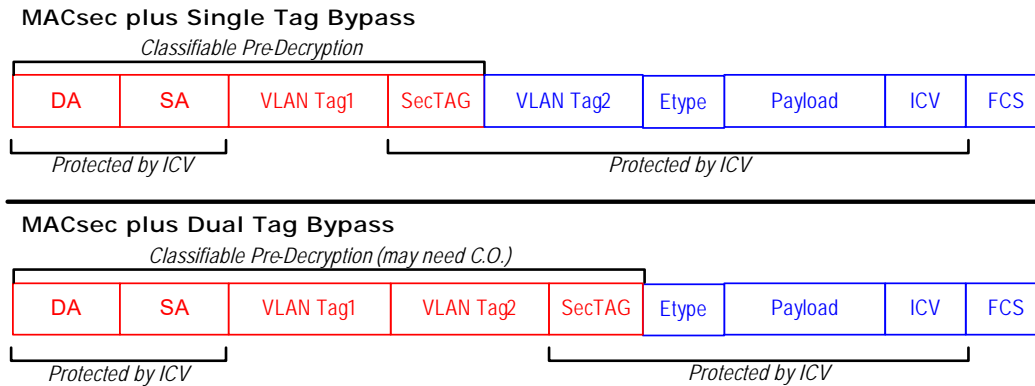 MACsec plus Single Tag Bypass
Classifiable Pre-Decryption
DA SA VLAN Tag1 SecTAG VLAN Tag2 Etype Payload ICV FCS
Protected by ICV Protected by ICV
MACsec plus Dual Tag Bypass
Classifiable Pre-Decryption (may need C.O.)
DA SA VLAN Tag1 VLAN Tag2 SecTAG Etype Payload ICV FCS
Protected by ICV Protected by ICV